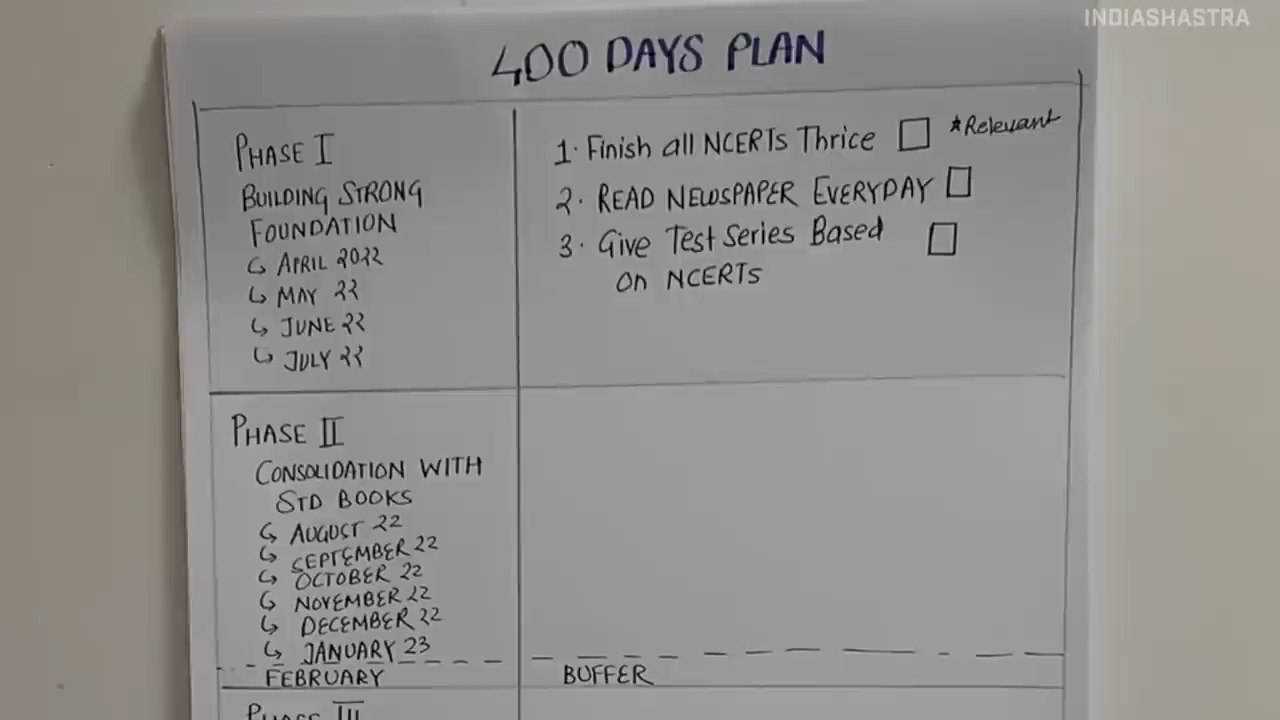 INDIASHASTRA
400 DAYS PLAN
PHASE I
BUILDING STRONG
FOUNDATION
↳ APRIL 2022
↳ MAY 22
↳ JUNE 22
↳ JULY 22
1. Finish all NCERTs Thrice ☐ *Relevant
2. READ NEWSPAPER EVERYDAY ☐
3. Give Test Series Based ☐
on NCERTs
PHASE II
CONSOLIDATION WITH
STD BOOKS
↳ AUGUST 22
↳ SEPTEMBER 22
↳ OCTOBER 22
↳ NOVEMBER 22
↳ DECEMBER 22
↳ JANUARY 23
FEBRUARY BUFFER
PHASE III